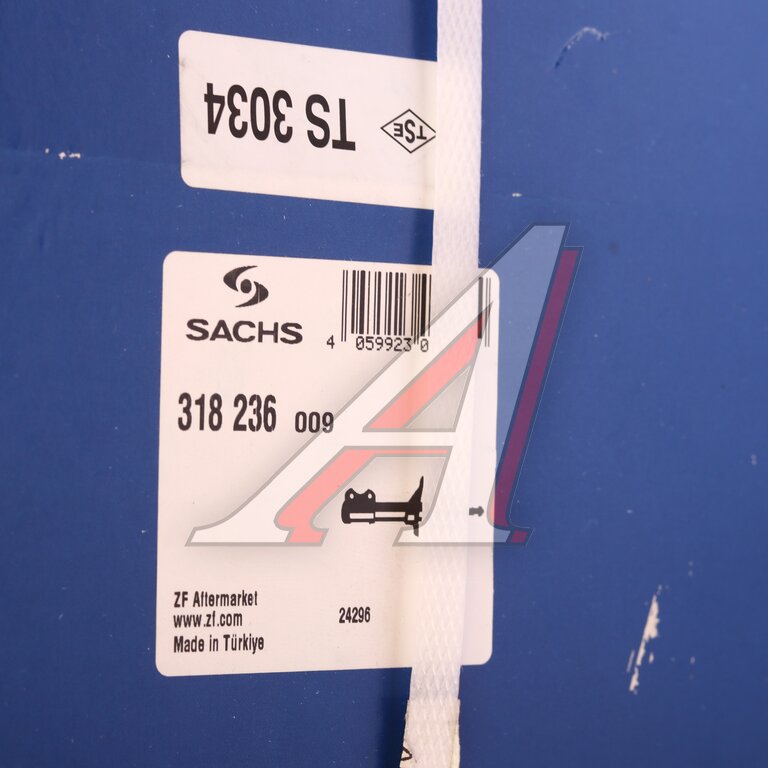 TS 3034
TSE
SACHS
4 059923 0
318 236 009
ZF Aftermarket
www.zf.com
24296
Made in Türkiye